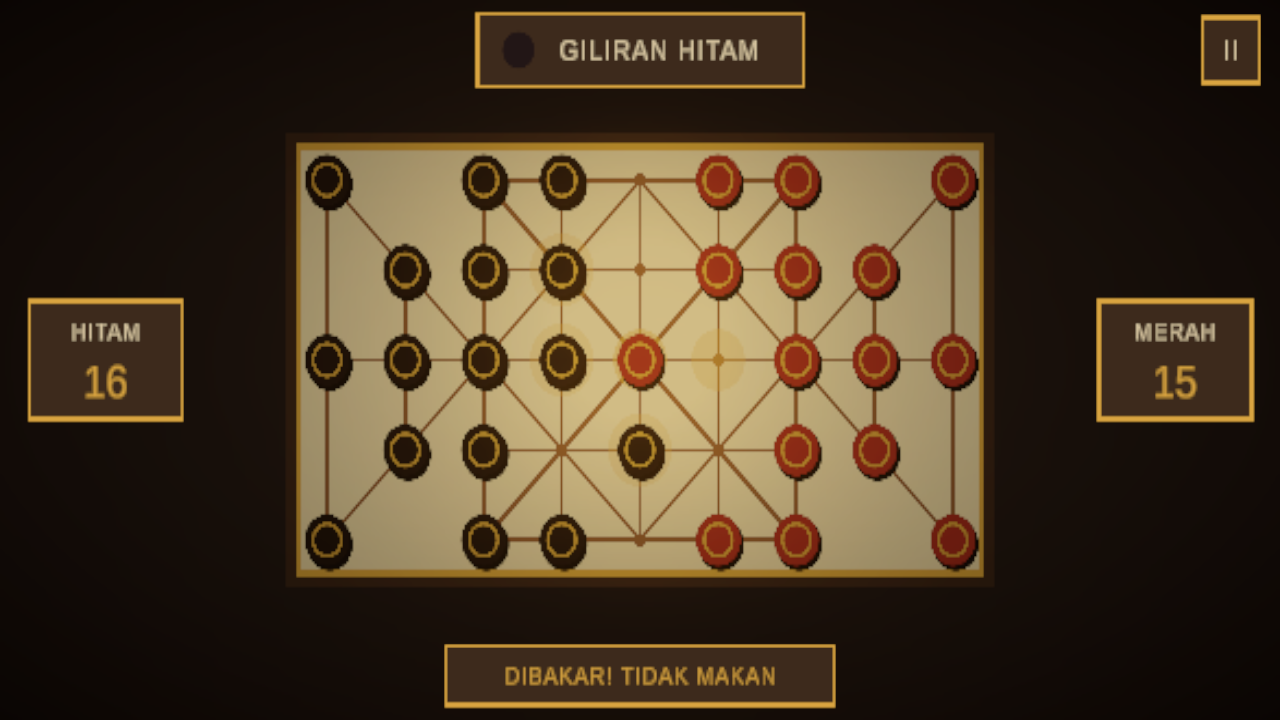 GILIRAN HITAM
II
HITAM
16
MERAH
15
DIBAKAR! TIDAK MAKAN